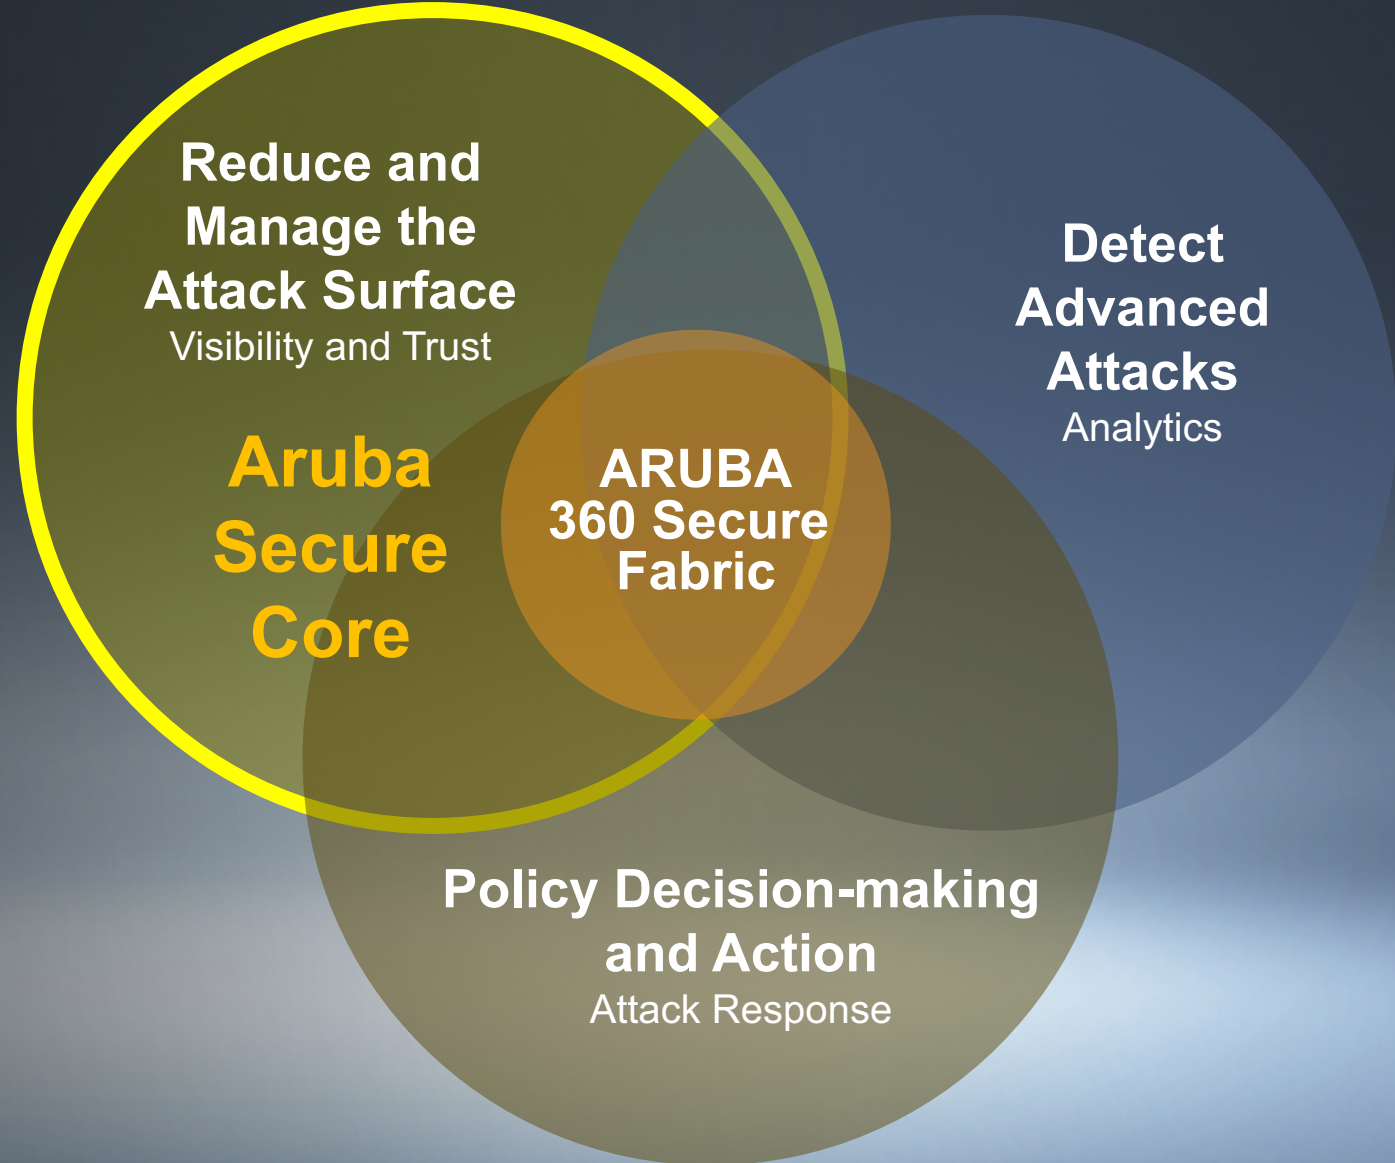 Reduce and
Manage the
Attack Surface
Visibility and Trust
Aruba
Secure
Core
ARUBA
360 Secure
Fabric
Detect
Advanced
Attacks
Analytics
Policy Decision-making
and Action
Attack Response